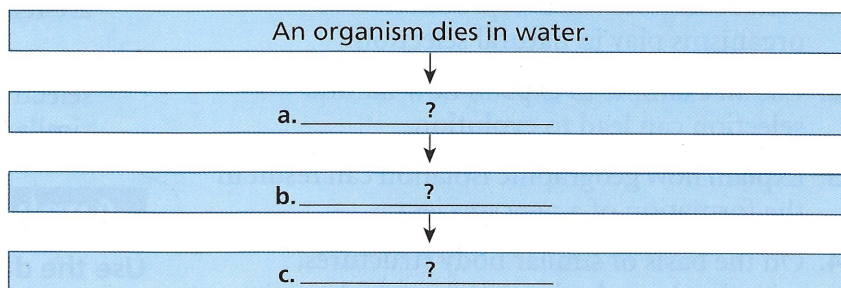 An organism dies in water.
a. ? 
b. ? 
c. ?